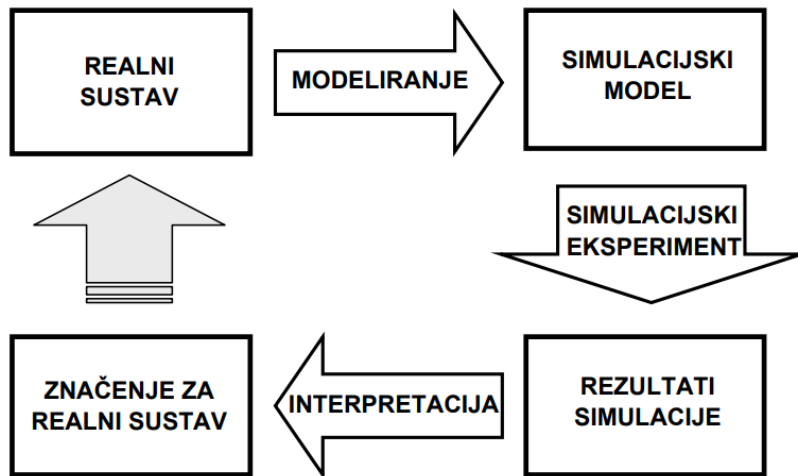 REALNI
SUSTAV
MODELIRANJE
SIMULACIJSKI
MODEL
SIMULACIJSKI
EKSPERIMENT
ZNAČENJE ZA
REALNI SUSTAV
INTERPRETACIJA
REZULTATI
SIMULACIJE